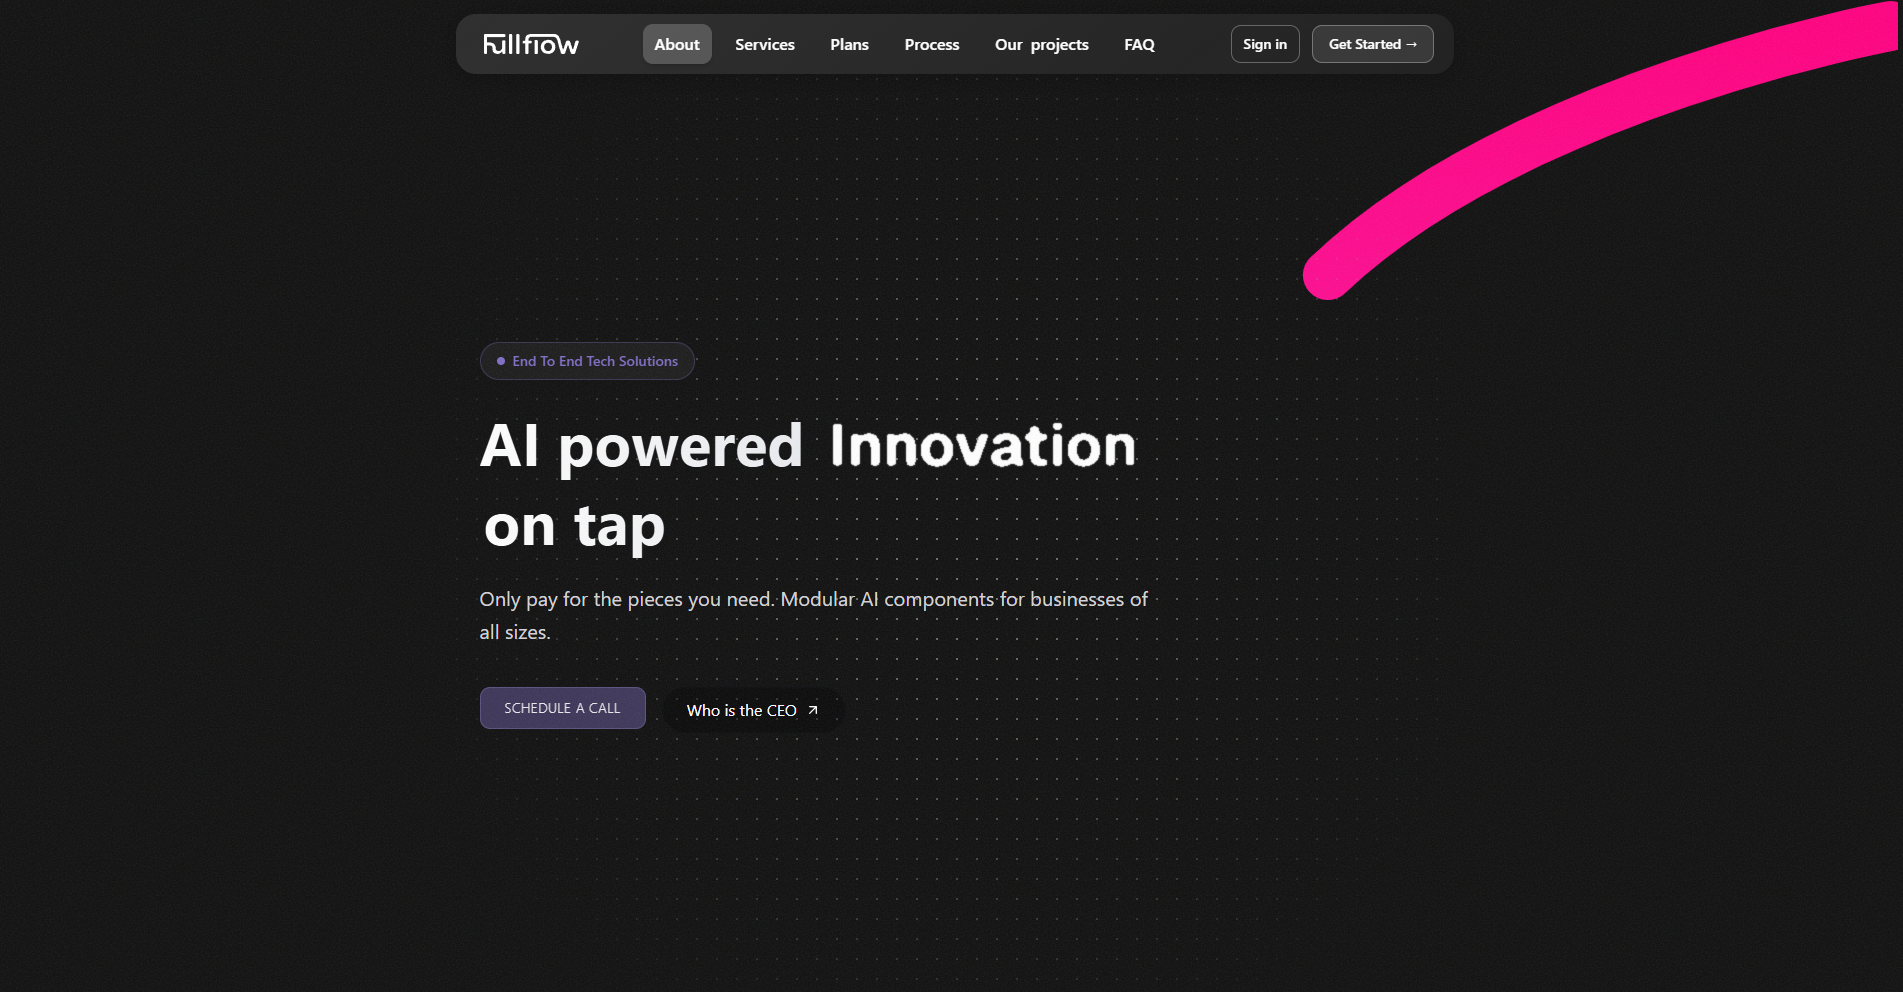 fullflow
About
Services
Plans
Process
Our projects
FAQ
Sign in
Get Started →
End To End Tech Solutions
AI powered Innovation
on tap
Only pay for the pieces you need. Modular AI components for businesses of
all sizes.
SCHEDULE A CALL
Who is the CEO ↗